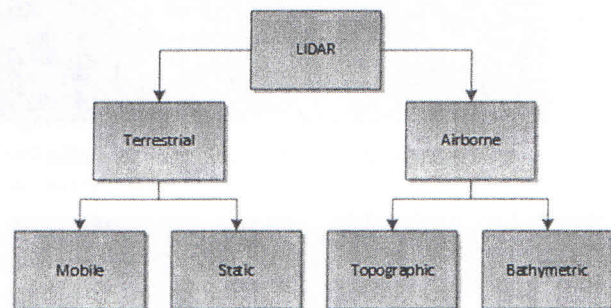 LIDAR
Terrestrial
Airborne
Mobile
Static
Topographic
Bathymetric